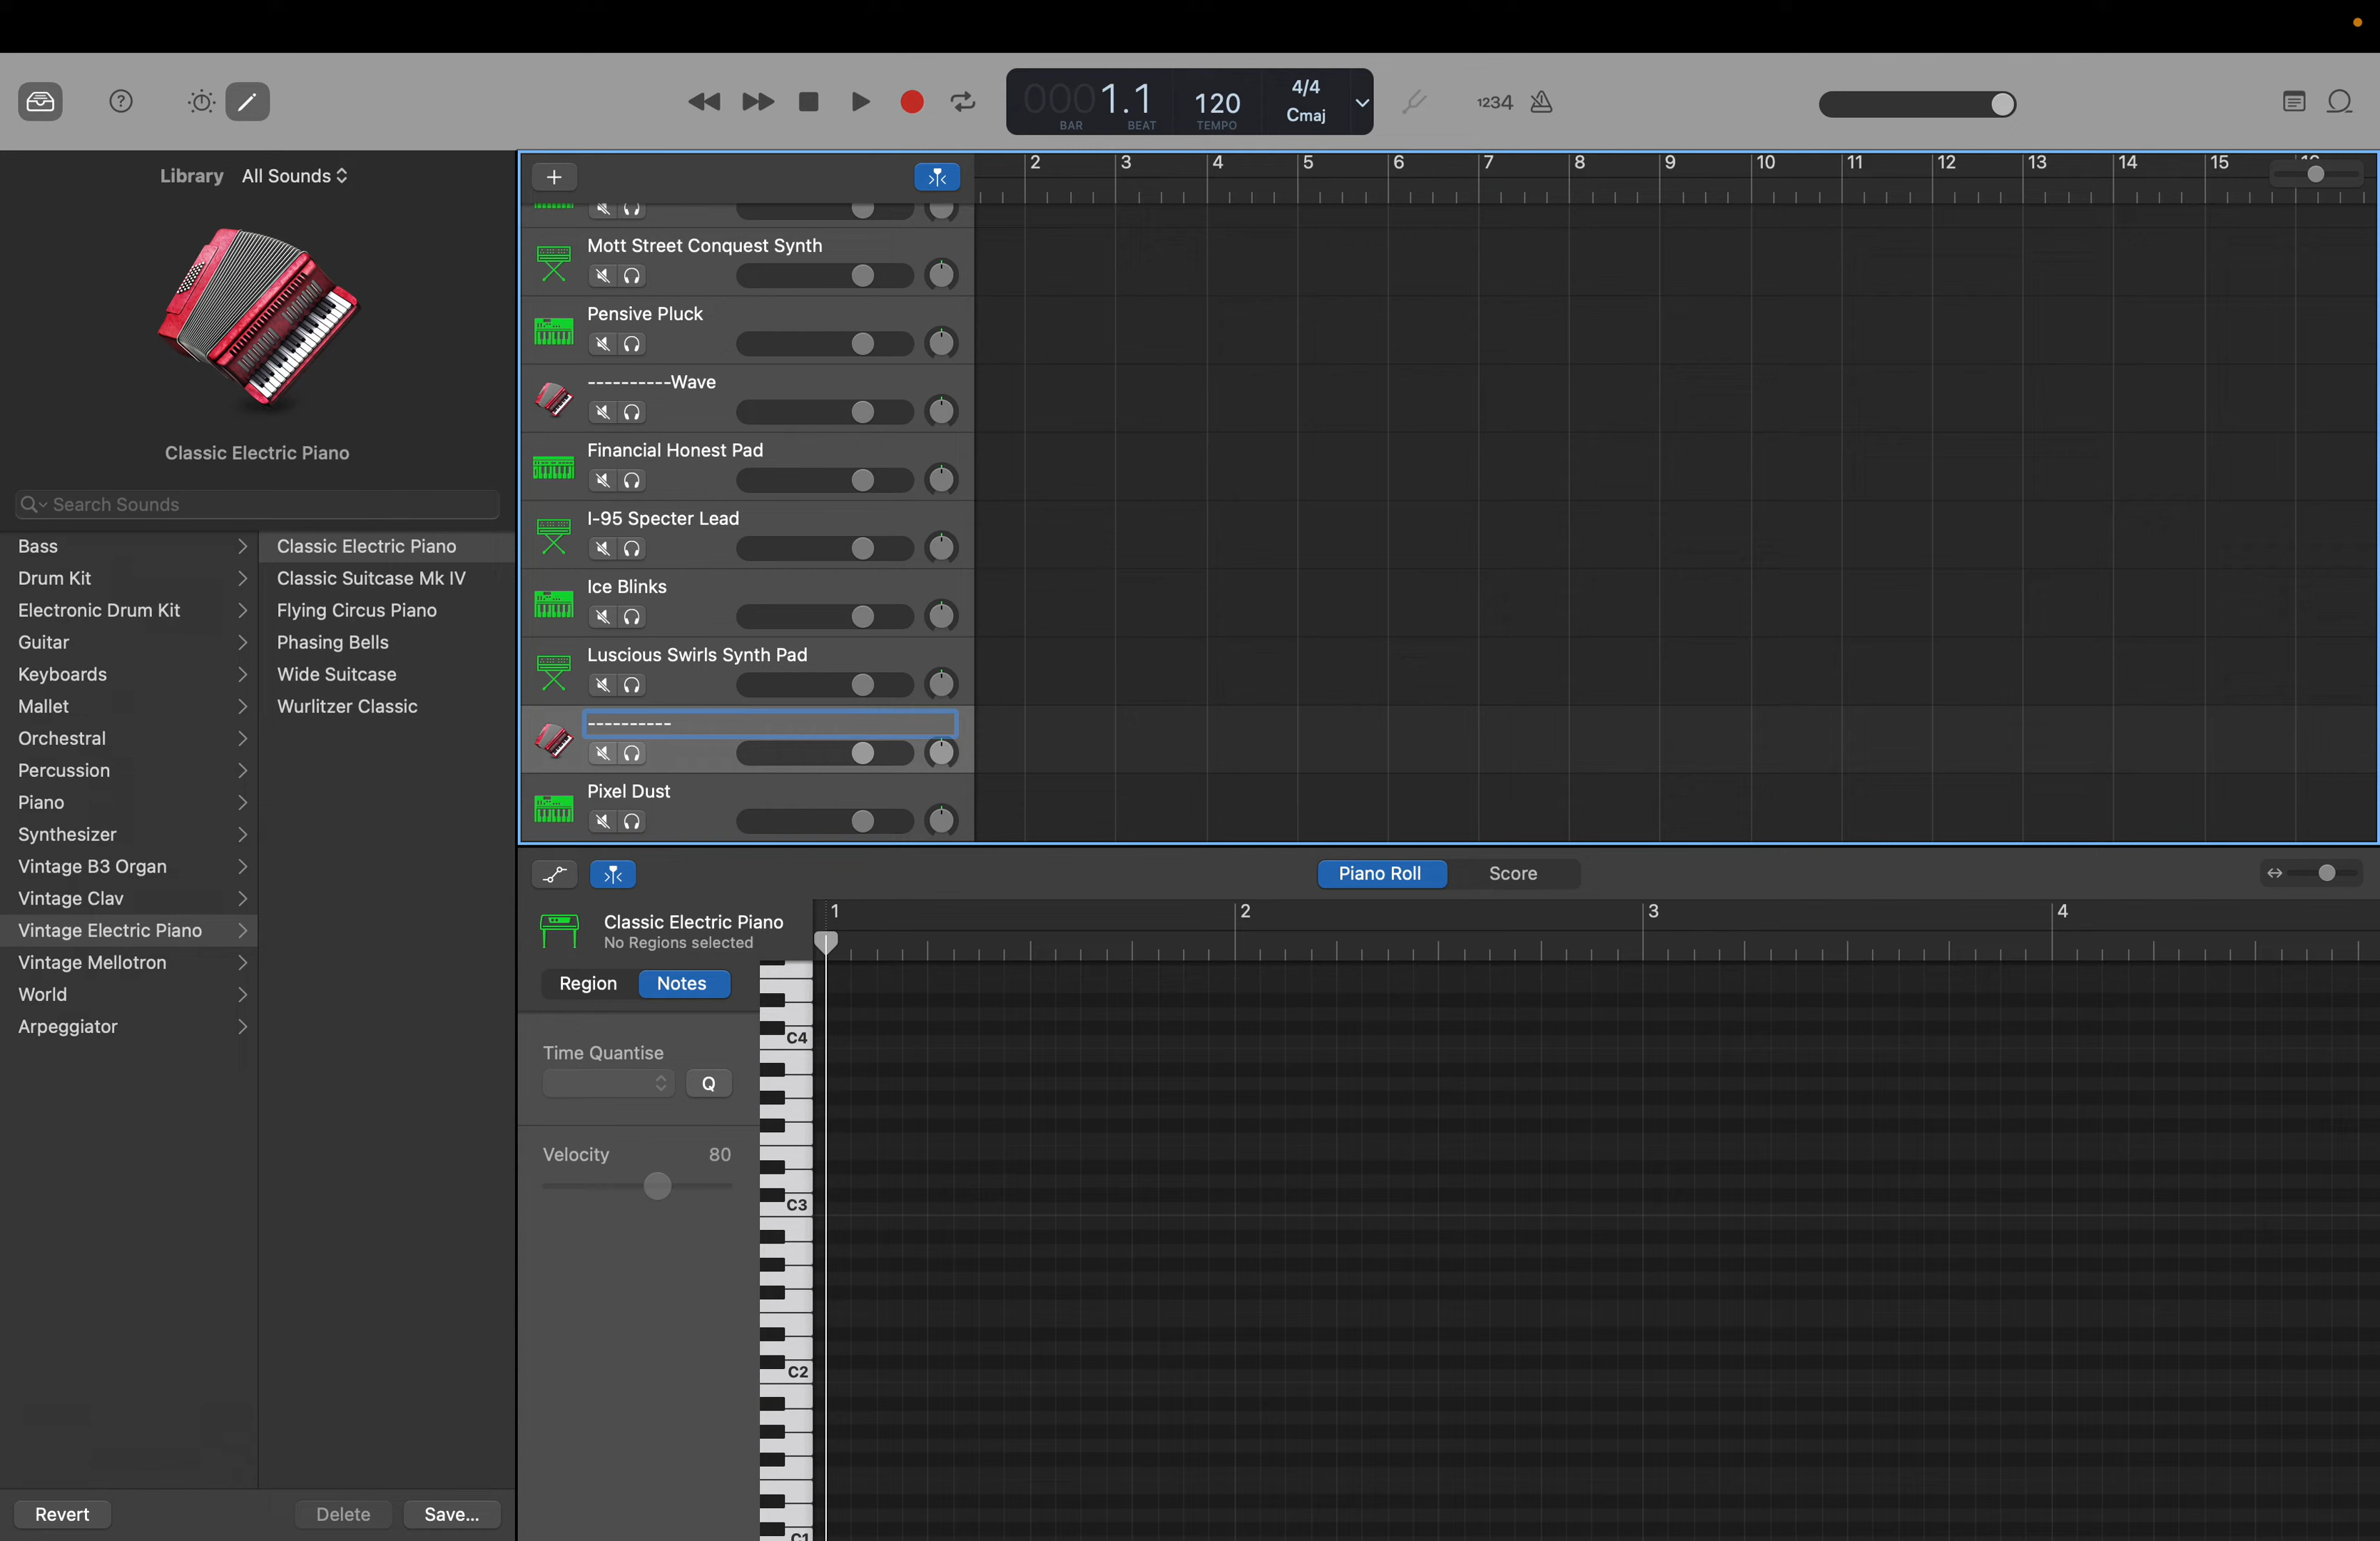 000 1.1
BAR BEAT
120
TEMPO
4/4
Cmaj
1234
Library All Sounds
Classic Electric Piano
Search Sounds
Bass
Drum Kit
Electronic Drum Kit
Guitar
Keyboards
Mallet
Orchestral
Percussion
Piano
Synthesizer
Vintage B3 Organ
Vintage Clav
Vintage Electric Piano
Vintage Mellotron
World
Arpeggiator
Classic Electric Piano
Classic Suitcase Mk IV
Flying Circus Piano
Phasing Bells
Wide Suitcase
Wurlitzer Classic
Revert Delete Save...
2 3 4 5 6 7 8 9 10 11 12 13 14 15
Mott Street Conquest Synth
Pensive Pluck
----------Wave
Financial Honest Pad
I-95 Specter Lead
Ice Blinks
Luscious Swirls Synth Pad
----------
Pixel Dust
Piano Roll Score
Classic Electric Piano
No Regions selected
Region Notes
Time Quantise
Q
Velocity 80
1 2 3 4
C4
C3
C2
C1